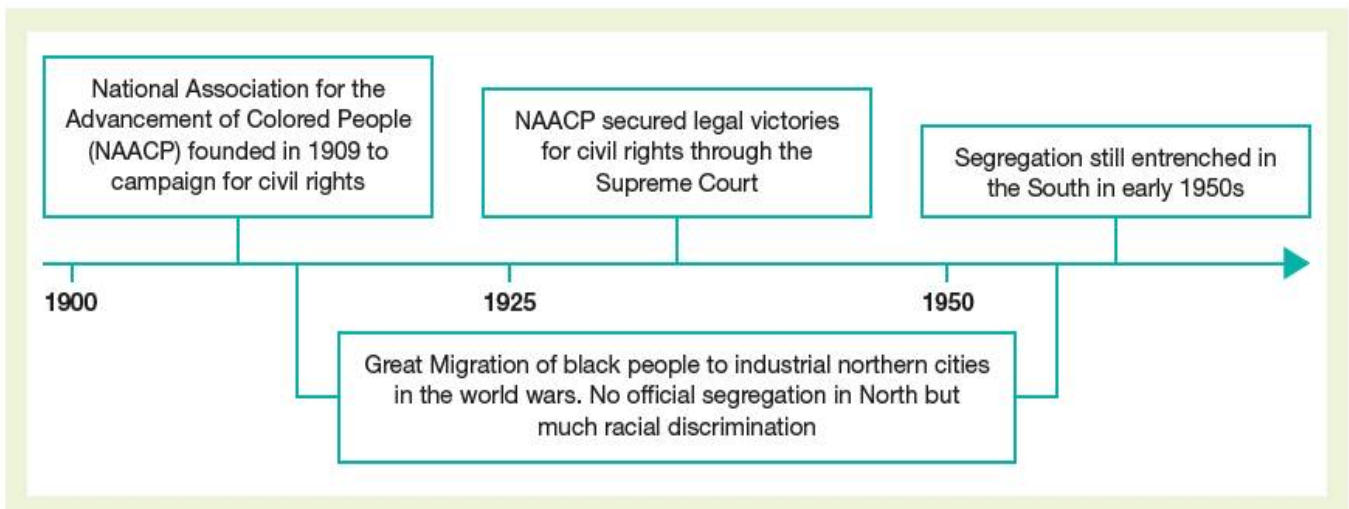 National Association for the
Advancement of Colored People
(NAACP) founded in 1909 to
campaign for civil rights
NAACP secured legal victories
for civil rights through the
Supreme Court
Segregation still entrenched in
the South in early 1950s
1900
1925
1950
Great Migration of black people to industrial northern cities
in the world wars. No official segregation in North but
much racial discrimination